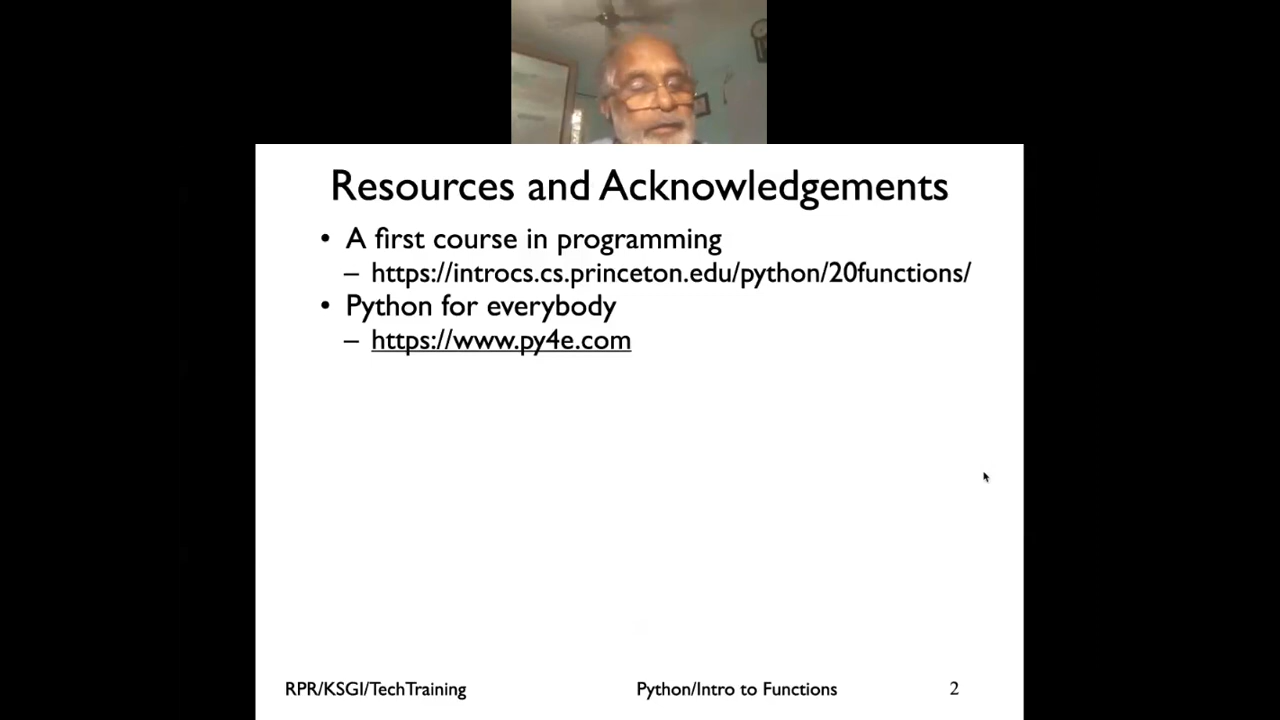 Resources and Acknowledgements
• A first course in programming
– https://introcs.cs.princeton.edu/python/20functions/
• Python for everybody
– https://www.py4e.com
RPR/KSGI/TechTraining Python/Intro to Functions 2